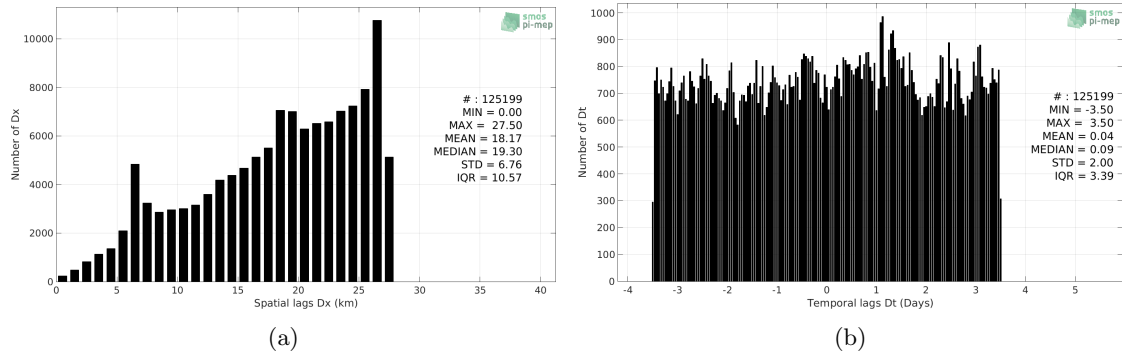 smos
pi-mep
10000
8000
6000
4000
2000
0
Number of Dx
# : 125199
MIN = 0.00
MAX = 27.50
MEAN = 18.17
MEDIAN = 19.30
STD = 6.76
IQR = 10.57
0 5 10 15 20 25 30 35 40
Spatial lags Dx (km)
(a)
smos
pi-mep
1000
900
800
700
600
500
400
300
200
100
0
Number of Dt
# : 125199
MIN = -3.50
MAX = 3.50
MEAN = 0.04
MEDIAN = 0.09
STD = 2.00
IQR = 3.39
-4 -3 -2 -1 0 1 2 3 4 5
Temporal lags Dt (Days)
(b)